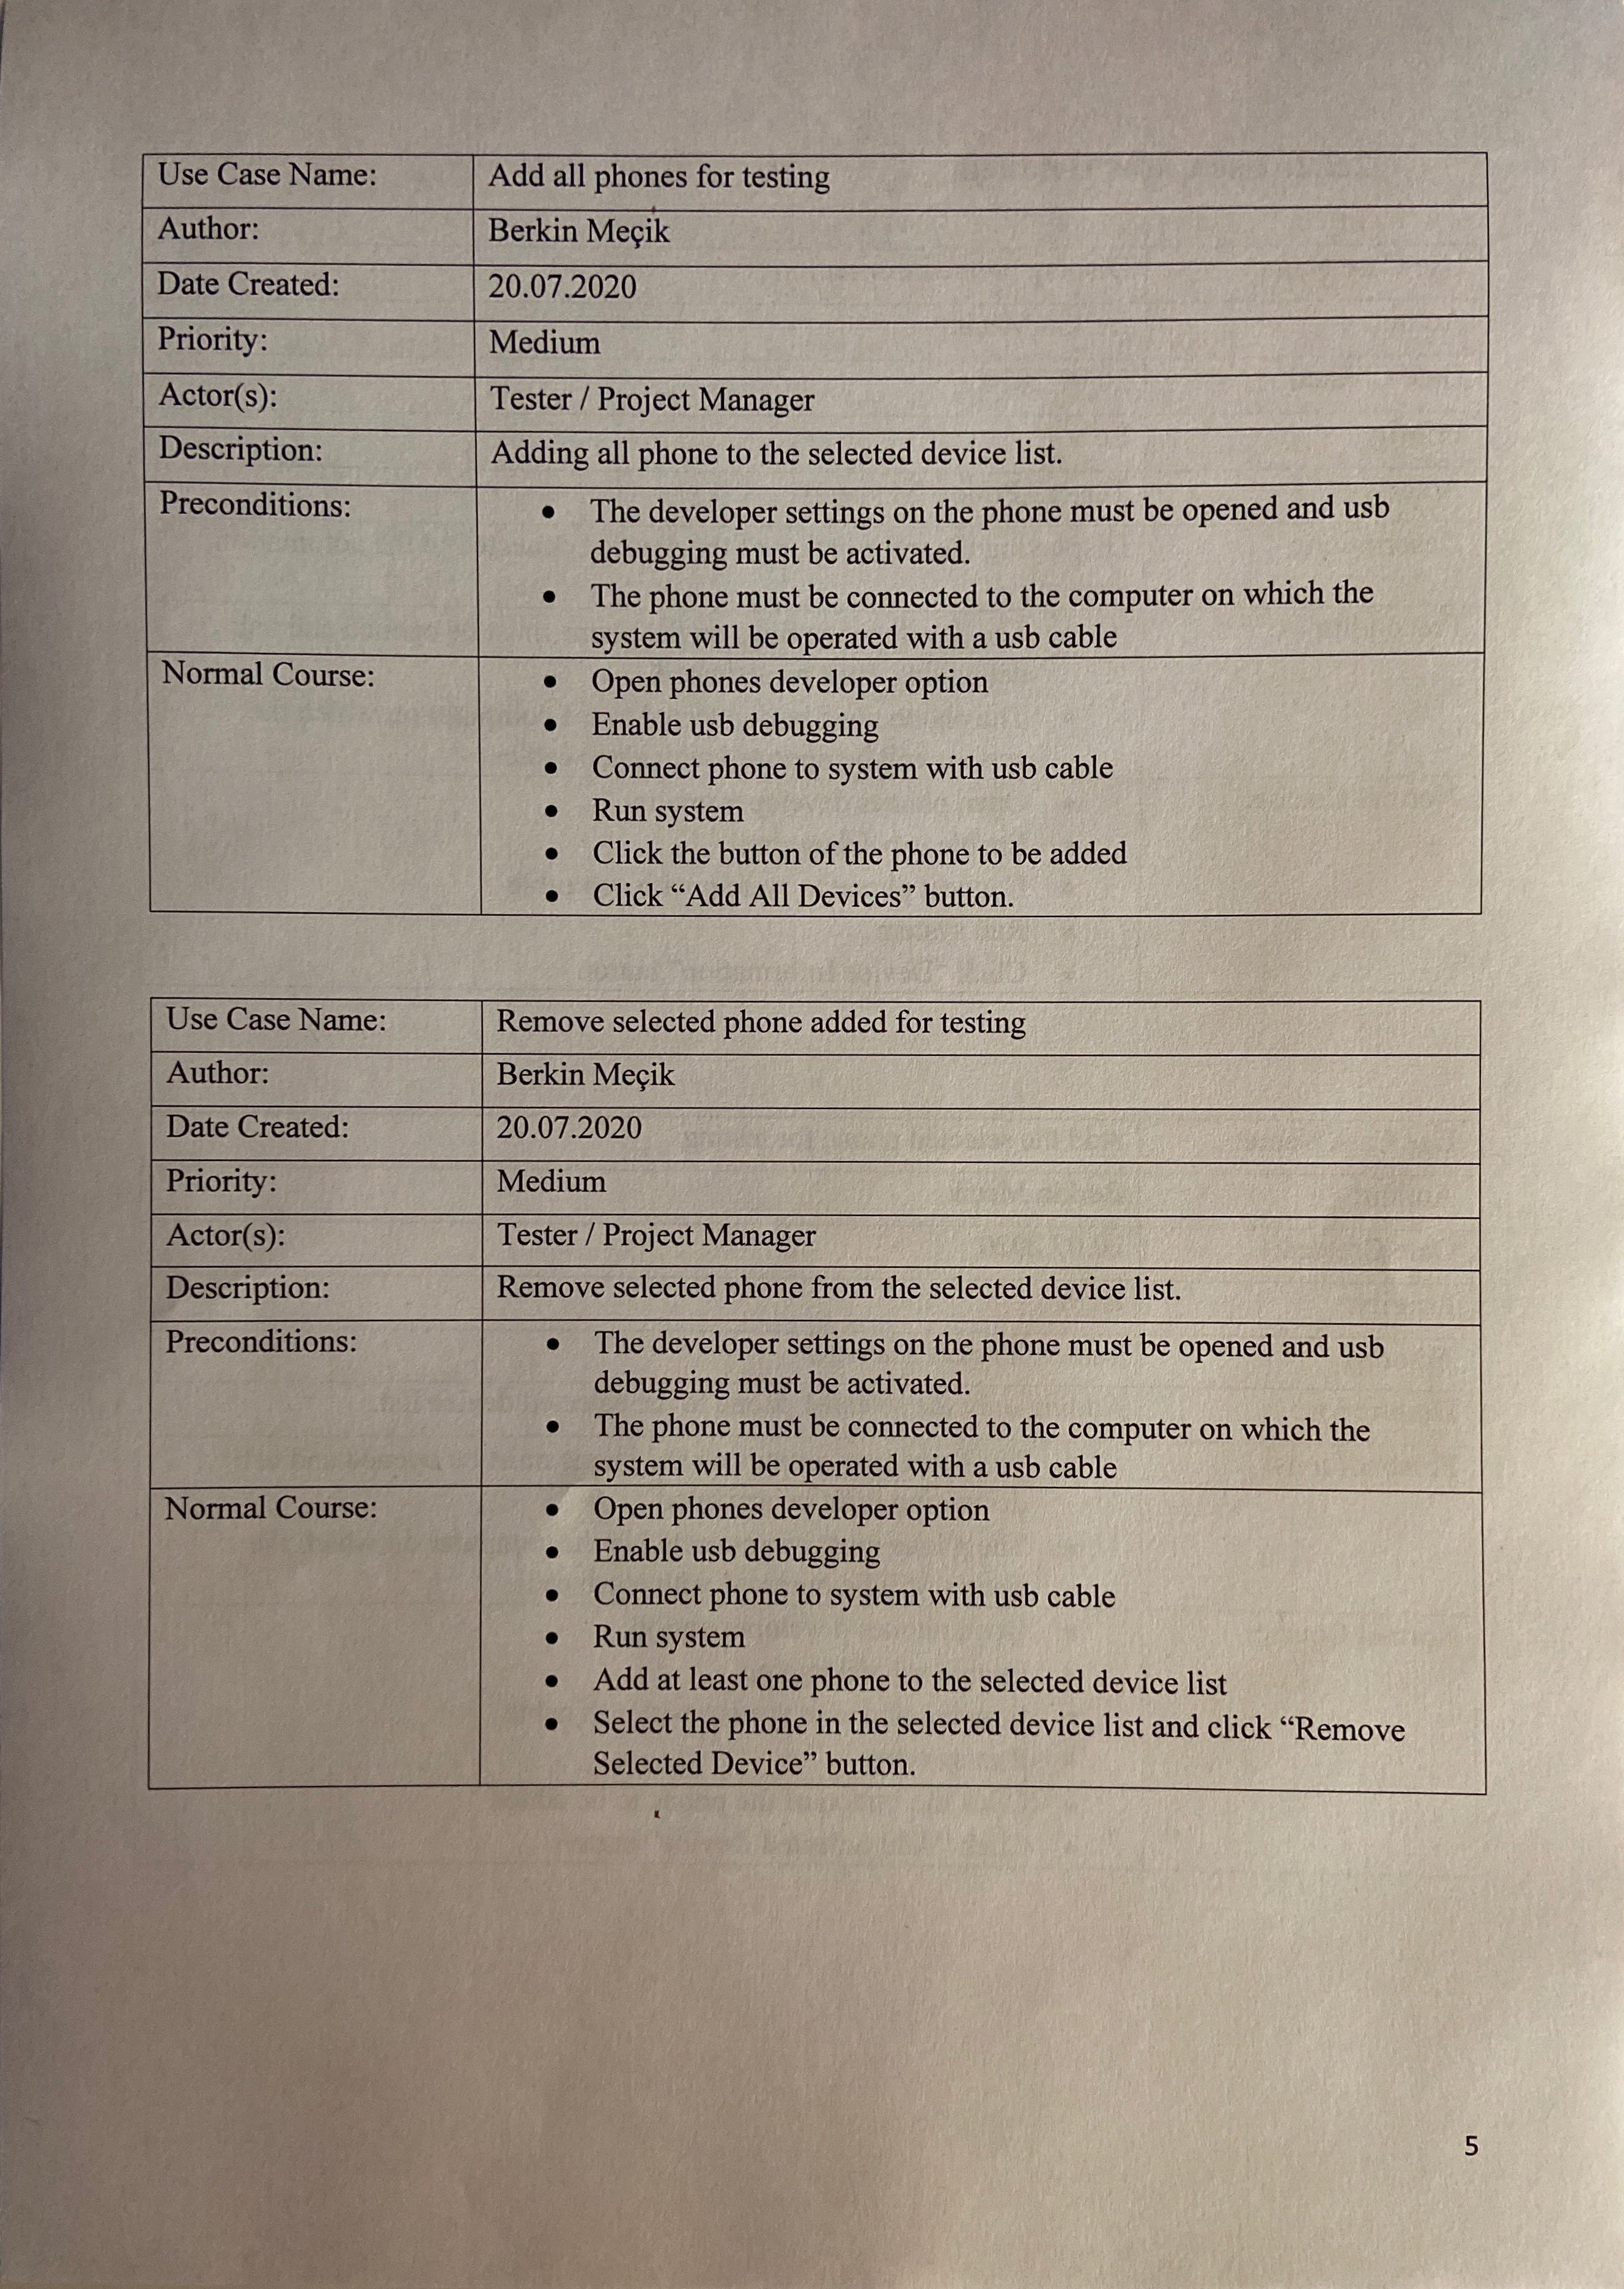 Use Case Name: Add all phones for testing
Author: Berkin Meçik
Date Created: 20.07.2020
Priority: Medium
Actor(s): Tester / Project Manager
Description: Adding all phone to the selected device list.
Preconditions: • The developer settings on the phone must be opened and usb
debugging must be activated.
• The phone must be connected to the computer on which the
system will be operated with a usb cable
Normal Course: • Open phones developer option
• Enable usb debugging
• Connect phone to system with usb cable
• Run system
• Click the button of the phone to be added
• Click “Add All Devices” button.
Use Case Name: Remove selected phone added for testing
Author: Berkin Meçik
Date Created: 20.07.2020
Priority: Medium
Actor(s): Tester / Project Manager
Description: Remove selected phone from the selected device list.
Preconditions: • The developer settings on the phone must be opened and usb
debugging must be activated.
• The phone must be connected to the computer on which the
system will be operated with a usb cable
Normal Course: • Open phones developer option
• Enable usb debugging
• Connect phone to system with usb cable
• Run system
• Add at least one phone to the selected device list
• Select the phone in the selected device list and click “Remove
Selected Device” button.
5